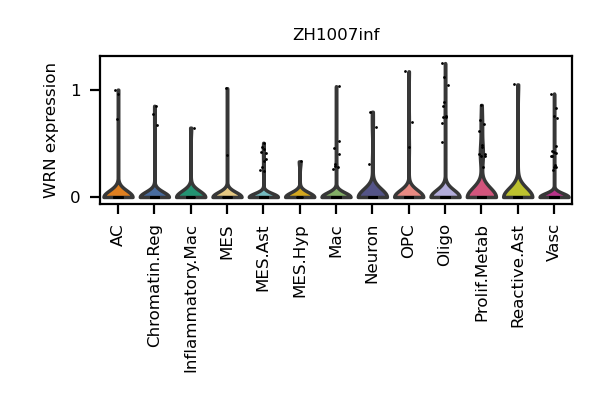 ZH1007inf
WRN expression
1
0
AC
Chromatin.Reg
Inflammatory.Mac
MES
MES.Ast
MES.Hyp
Mac
Neuron
OPC
Oligo
Prolif.Metab
Reactive.Ast
Vasc